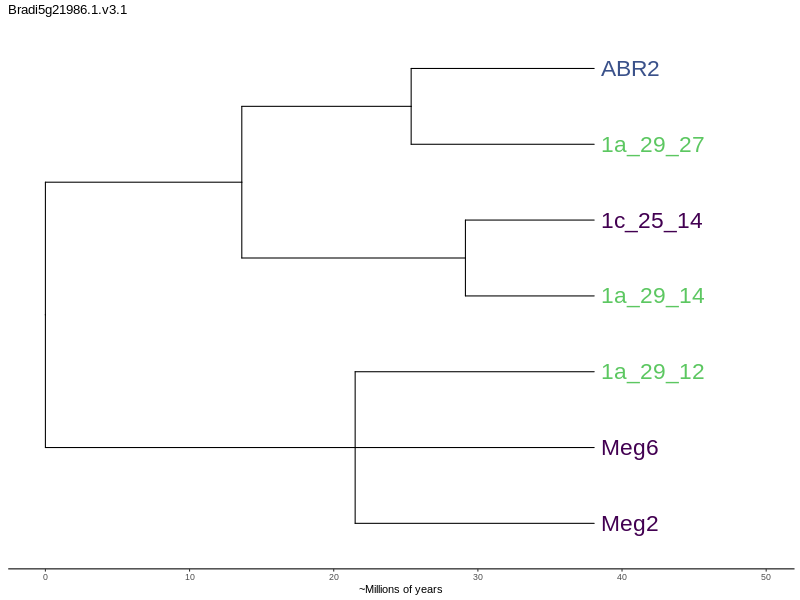 Bradi5g21986.1.v3.1
ABR2
1a_29_27
1c_25_14
1a_29_14
1a_29_12
Meg6
Meg2
0 10 20 30 40 50
~Millions of years